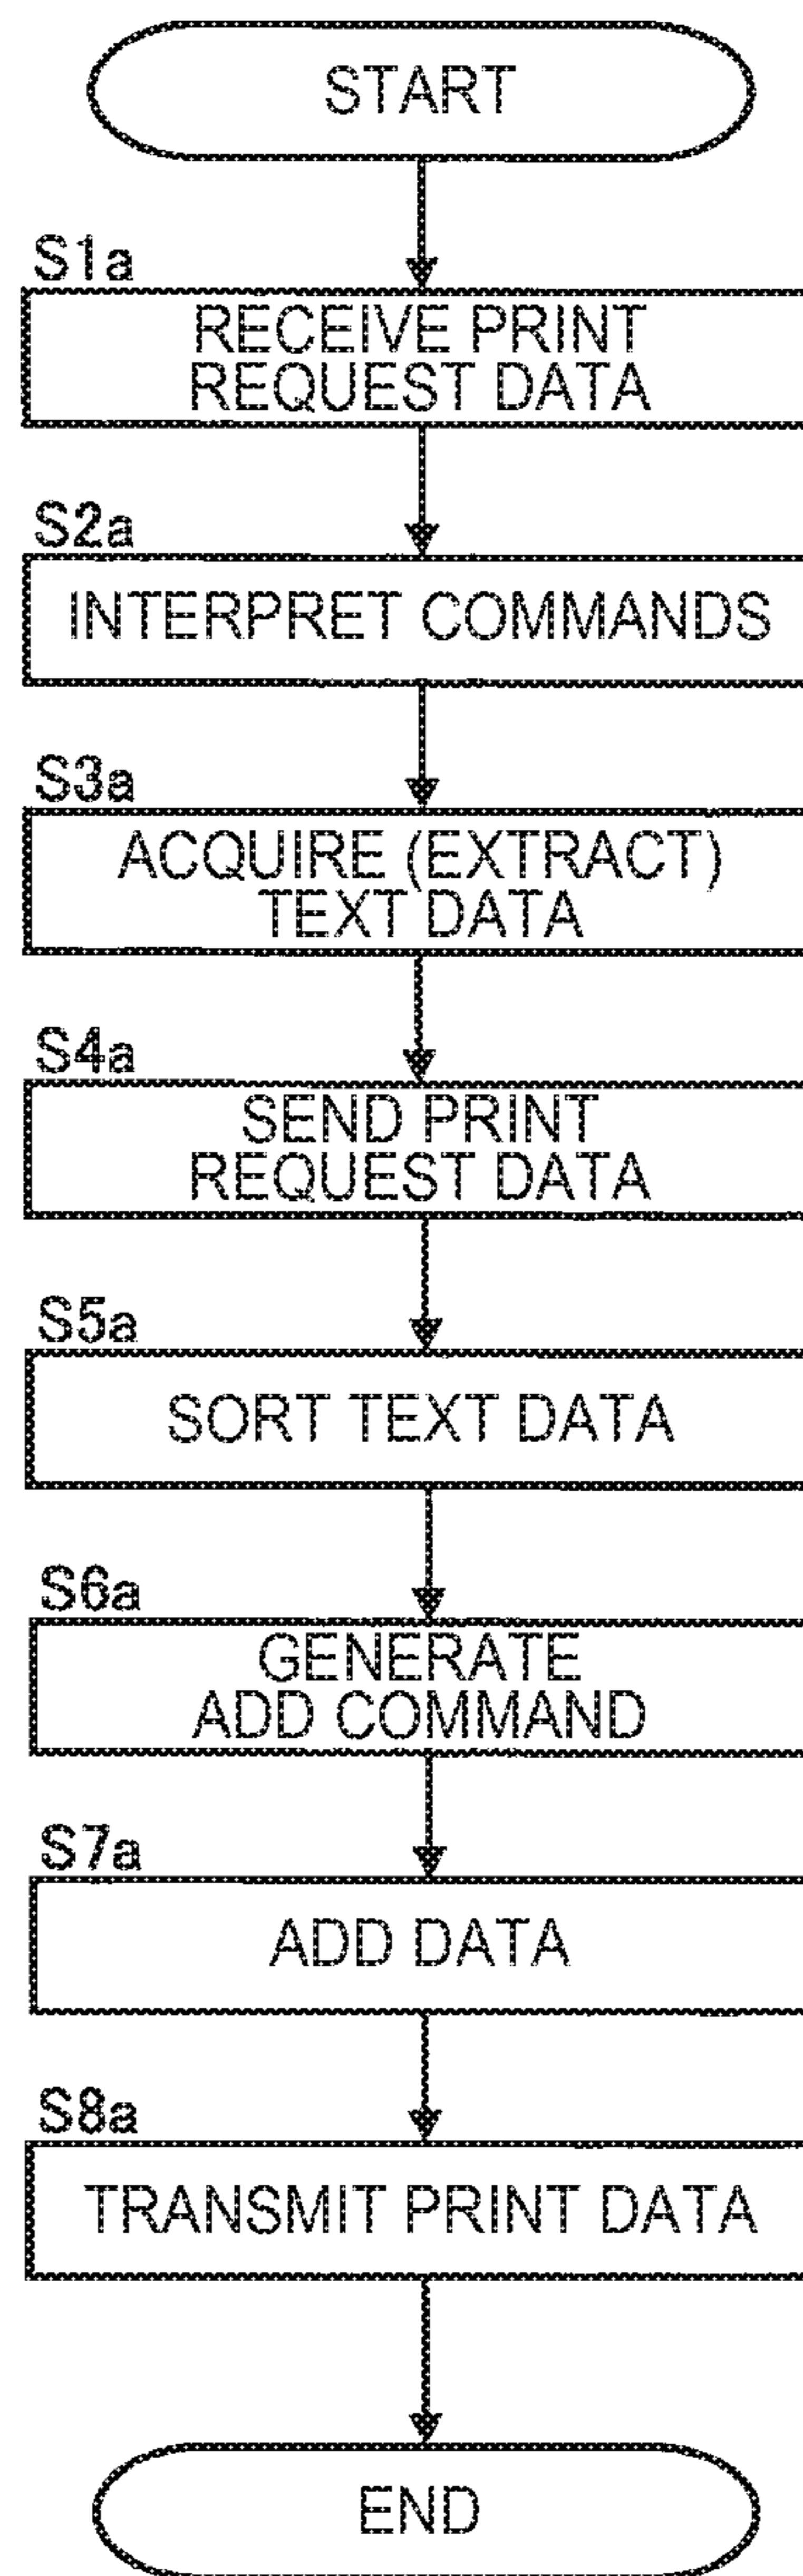 START
S1a
RECEIVE PRINT
REQUEST DATA
S2a
INTERPRET COMMANDS
S3a
ACQUIRE (EXTRACT)
TEXT DATA
S4a
SEND PRINT
REQUEST DATA
S5a
SORT TEXT DATA
S6a
GENERATE
ADD COMMAND
S7a
ADD DATA
S8a
TRANSMIT PRINT DATA
END